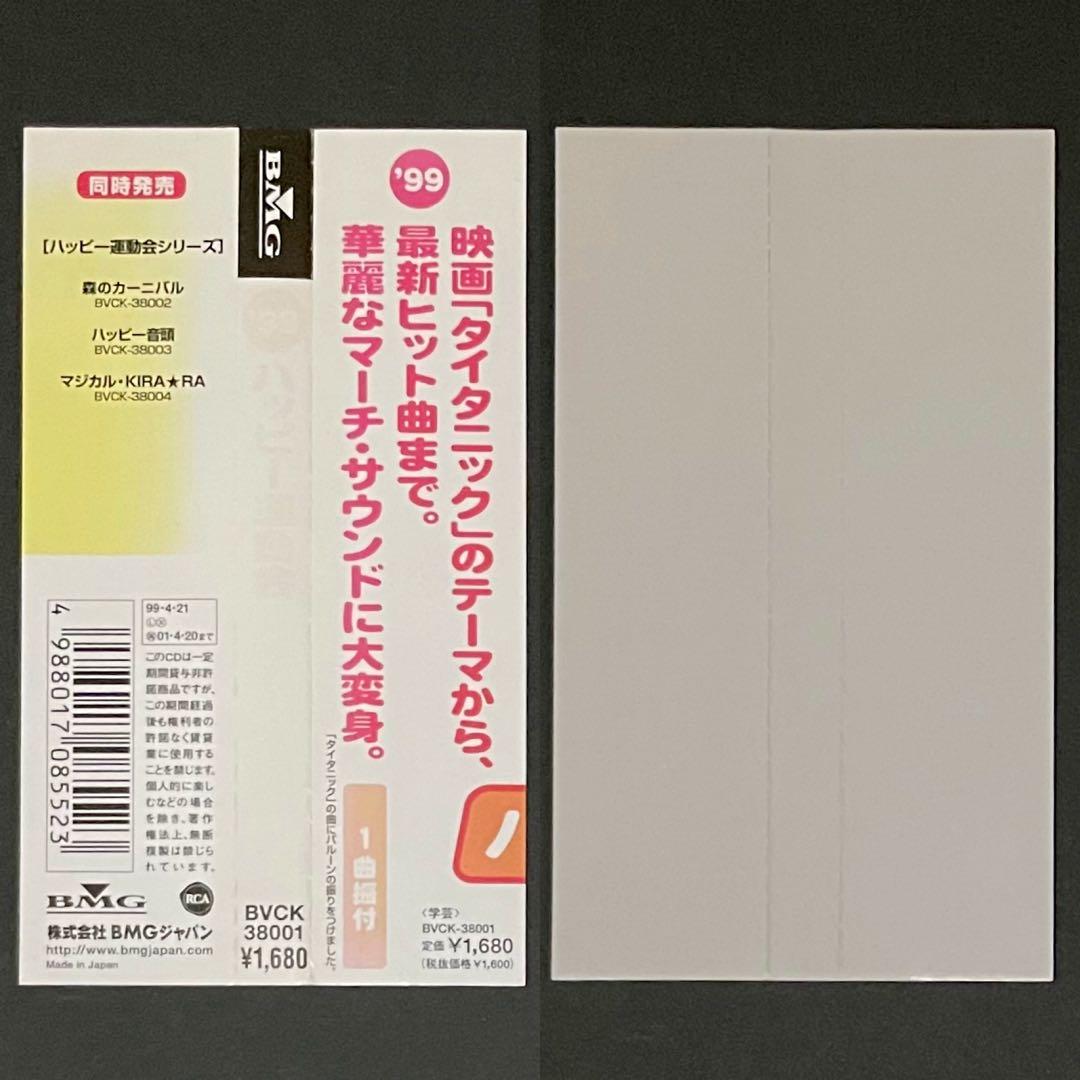 同時発売
[ハッピー運動会シリーズ]
森のカーニバル
BVCK-38002
ハッピー音頭
BVCK-38003
マジカル・KIRA★RA
BVCK-38004
4 988017 085523
99・4・21
01・4・20まで
このCDは一定
期間貸与非許
諾商品ですが、
この期間経過
後も権利者の
許諾なく賃貸
業に使用する
ことを禁じます。
個人的に楽し
むなどの場合
を除き、著作
権法上、無断
複製は禁じら
れています。
BMG
RCA
株式会社BMGジャパン
http://www.bmgjapan.com
Made in Japan
BMG
BVCK
38001
¥1,680
'99
映画「タイタニック」のテーマから、
最新ヒット曲まで。
華麗なマーチ・サウンドに大変身。
「タイタニック」の曲にバルーンの振りをつけました。
1曲振付
〈学芸〉
BVCK-38001
定価¥1,680
(税抜価格¥1,600)